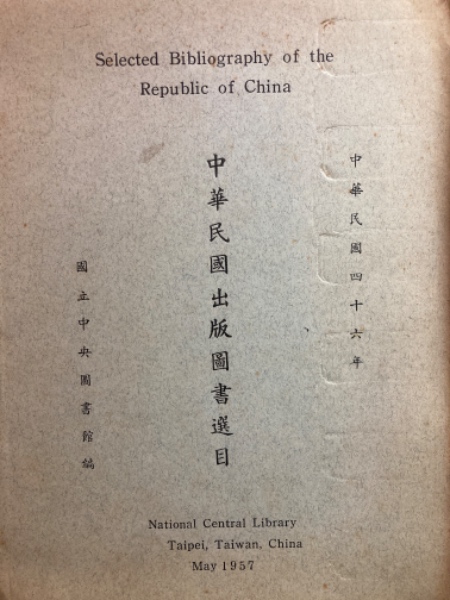 Selected Bibliography of the
Republic of China
中華民國四十六年
中華民國出版圖書選目
國立中央圖書館編
National Central Library
Taipei, Taiwan, China
May 1957